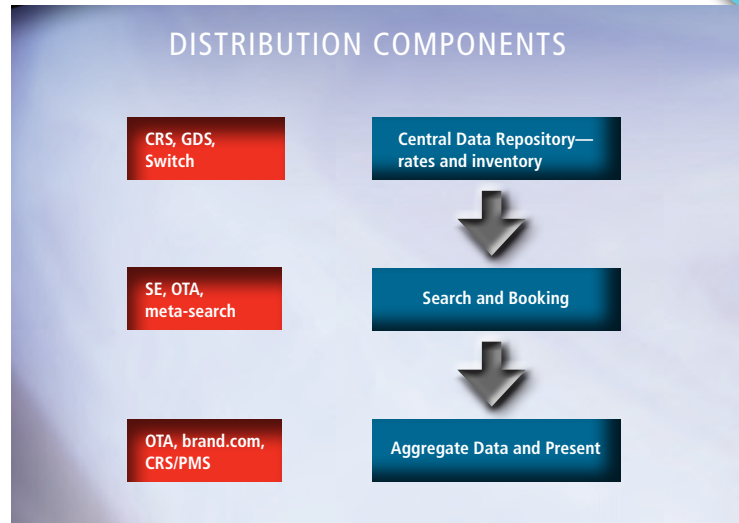 DISTRIBUTION COMPONENTS
CRS, GDS,
Switch
Central Data Repository—
rates and inventory
SE, OTA,
meta-search
Search and Booking
OTA, brand.com,
CRS/PMS
Aggregate Data and Present